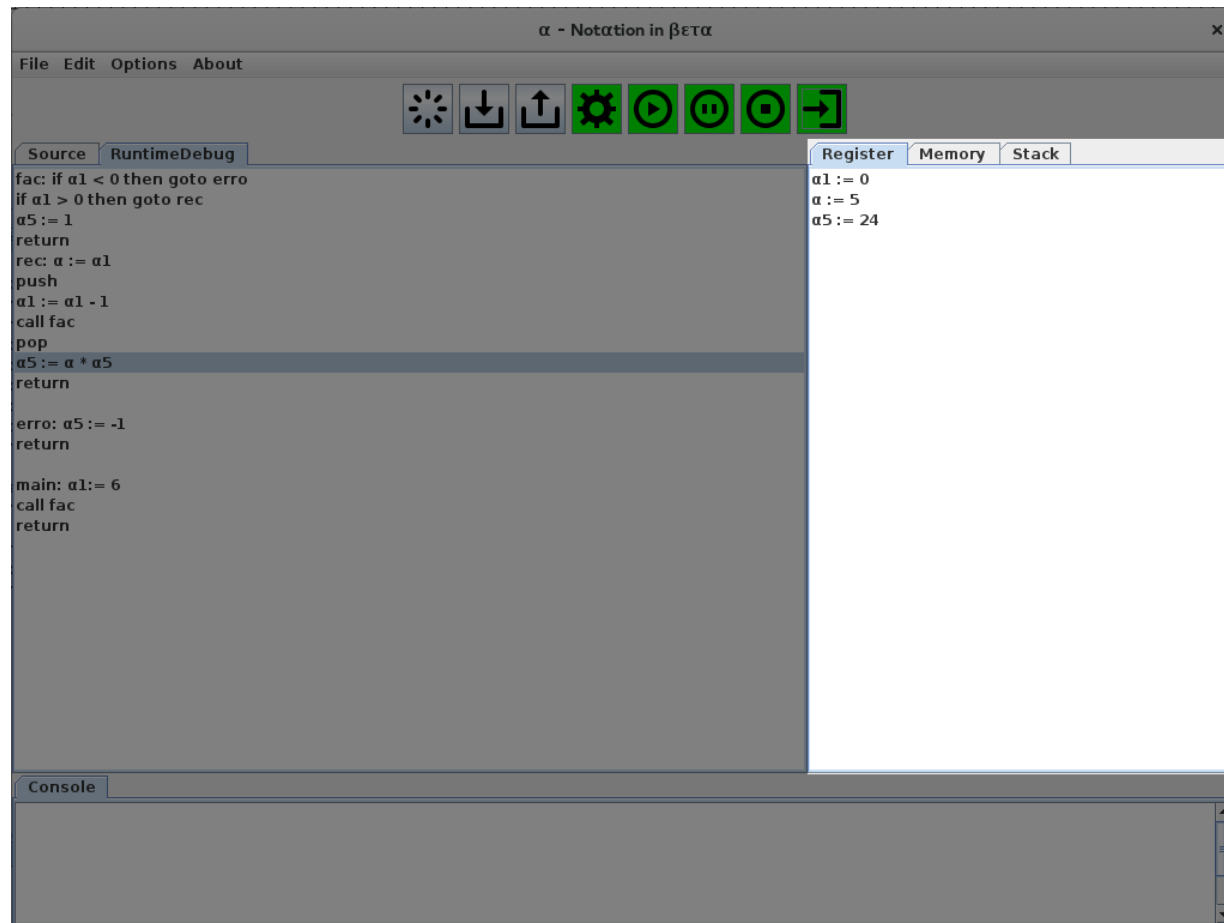 α - Notαtion in βετα ×
File Edit Options About
Source RuntimeDebug
fac: if α1 < 0 then goto erro
if α1 > 0 then goto rec
α5 := 1
return
rec: α := α1
push
α1 := α1 - 1
call fac
pop
α5 := α * α5
return
erro: α5 := -1
return
main: α1:= 6
call fac
return
Register Memory Stack
α1 := 0
α := 5
α5 := 24
Console